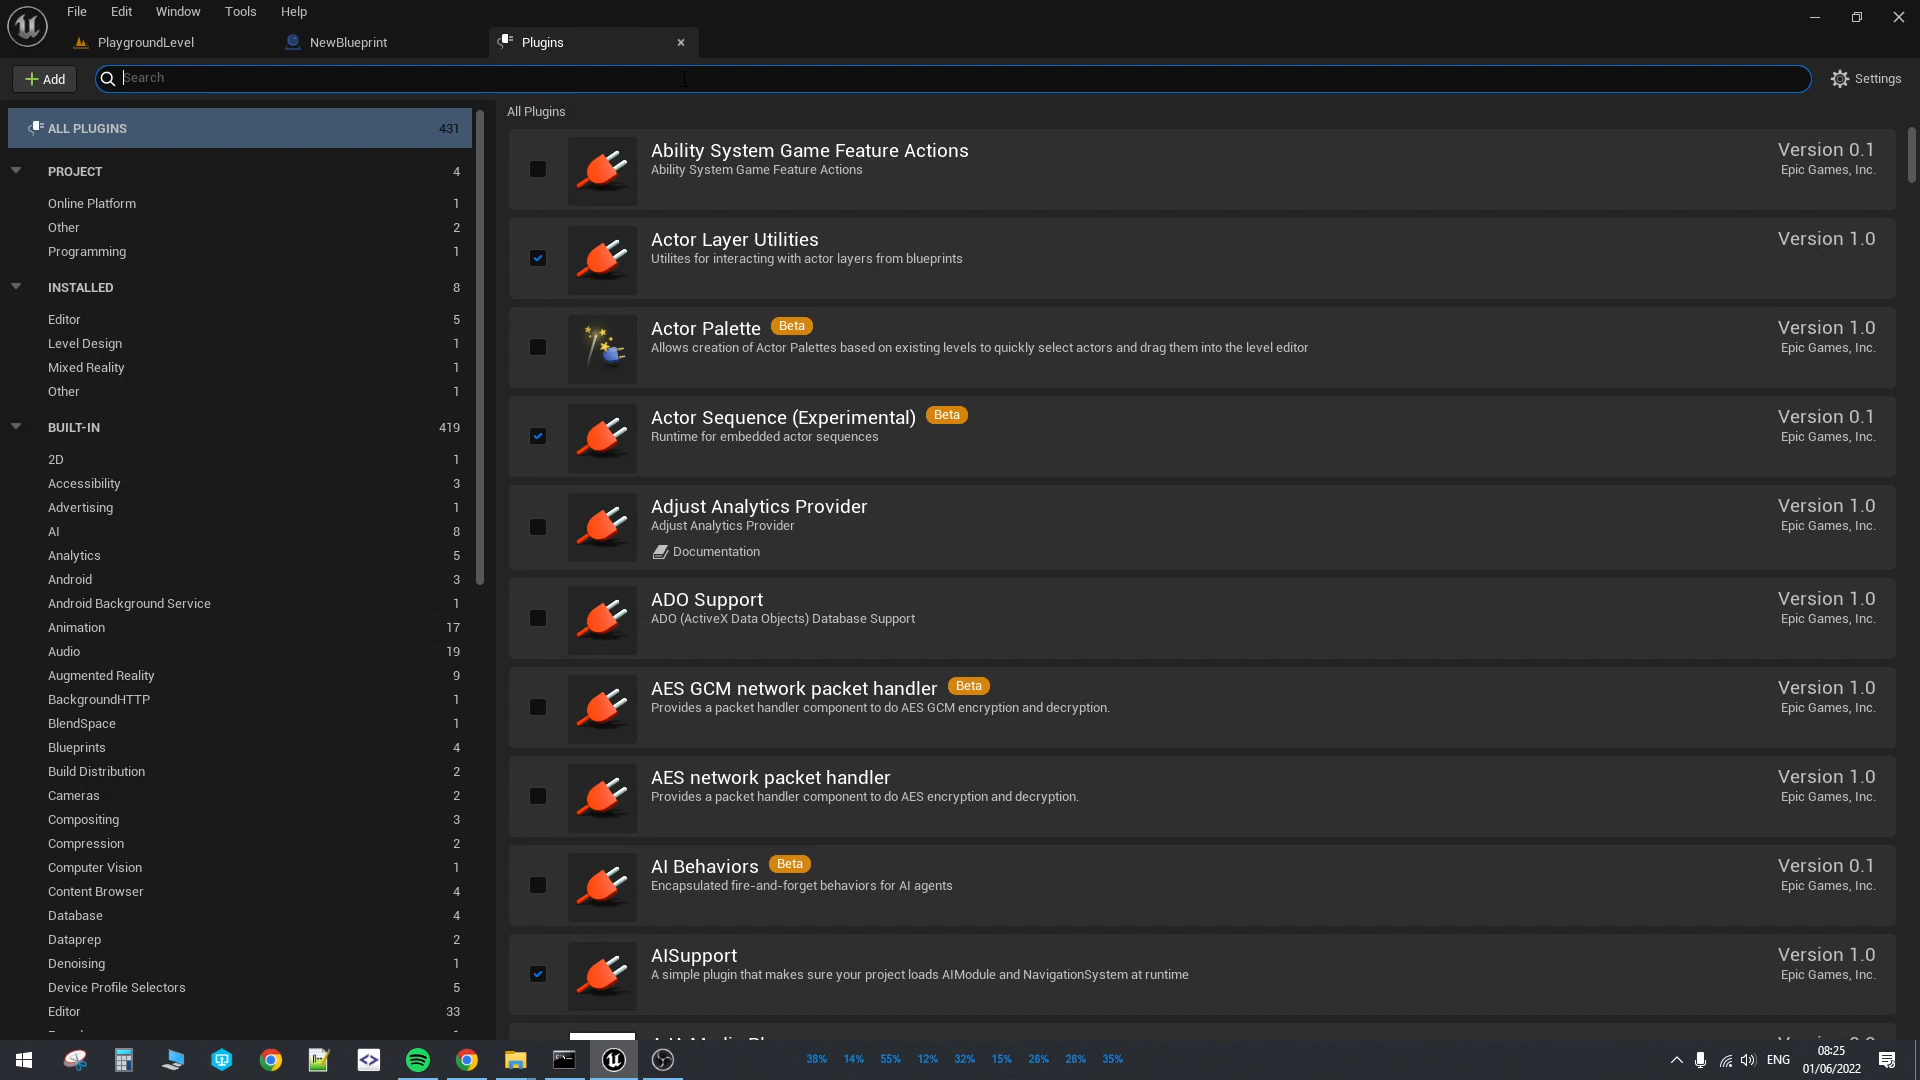 File Edit Window Tools Help
PlaygroundLevel NewBlueprint Plugins
Add Search Settings
ALL PLUGINS 431
PROJECT 4
Online Platform 1
Other 2
Programming 1
INSTALLED 8
Editor 5
Level Design 1
Mixed Reality 1
Other 1
BUILT-IN 419
2D 1
Accessibility 3
Advertising 1
AI 8
Analytics 5
Android 3
Android Background Service 1
Animation 17
Audio 19
Augmented Reality 9
BackgroundHTTP 1
BlendSpace 1
Blueprints 4
Build Distribution 2
Cameras 2
Compositing 3
Compression 2
Computer Vision 1
Content Browser 4
Database 4
Dataprep 2
Denoising 1
Device Profile Selectors 5
Editor 33
All Plugins
Ability System Game Feature Actions Version 0.1
Ability System Game Feature Actions Epic Games, Inc.
Actor Layer Utilities Version 1.0
Utilites for interacting with actor layers from blueprints
Actor Palette Beta Version 1.0
Allows creation of Actor Palettes based on existing levels to quickly select actors and drag them into the level editor Epic Games, Inc.
Actor Sequence (Experimental) Beta Version 0.1
Runtime for embedded actor sequences Epic Games, Inc.
Adjust Analytics Provider Version 1.0
Adjust Analytics Provider Epic Games, Inc.
Documentation
ADO Support Version 1.0
ADO (ActiveX Data Objects) Database Support Epic Games, Inc.
AES GCM network packet handler Beta Version 1.0
Provides a packet handler component to do AES GCM encryption and decryption. Epic Games, Inc.
AES network packet handler Version 1.0
Provides a packet handler component to do AES encryption and decryption. Epic Games, Inc.
AI Behaviors Beta Version 0.1
Encapsulated fire-and-forget behaviors for AI agents Epic Games, Inc.
AISupport Version 1.0
A simple plugin that makes sure your project loads AIModule and NavigationSystem at runtime Epic Games, Inc.
38% 14% 55% 12% 32% 15% 26% 26% 35%
ENG 08:25
01/06/2022